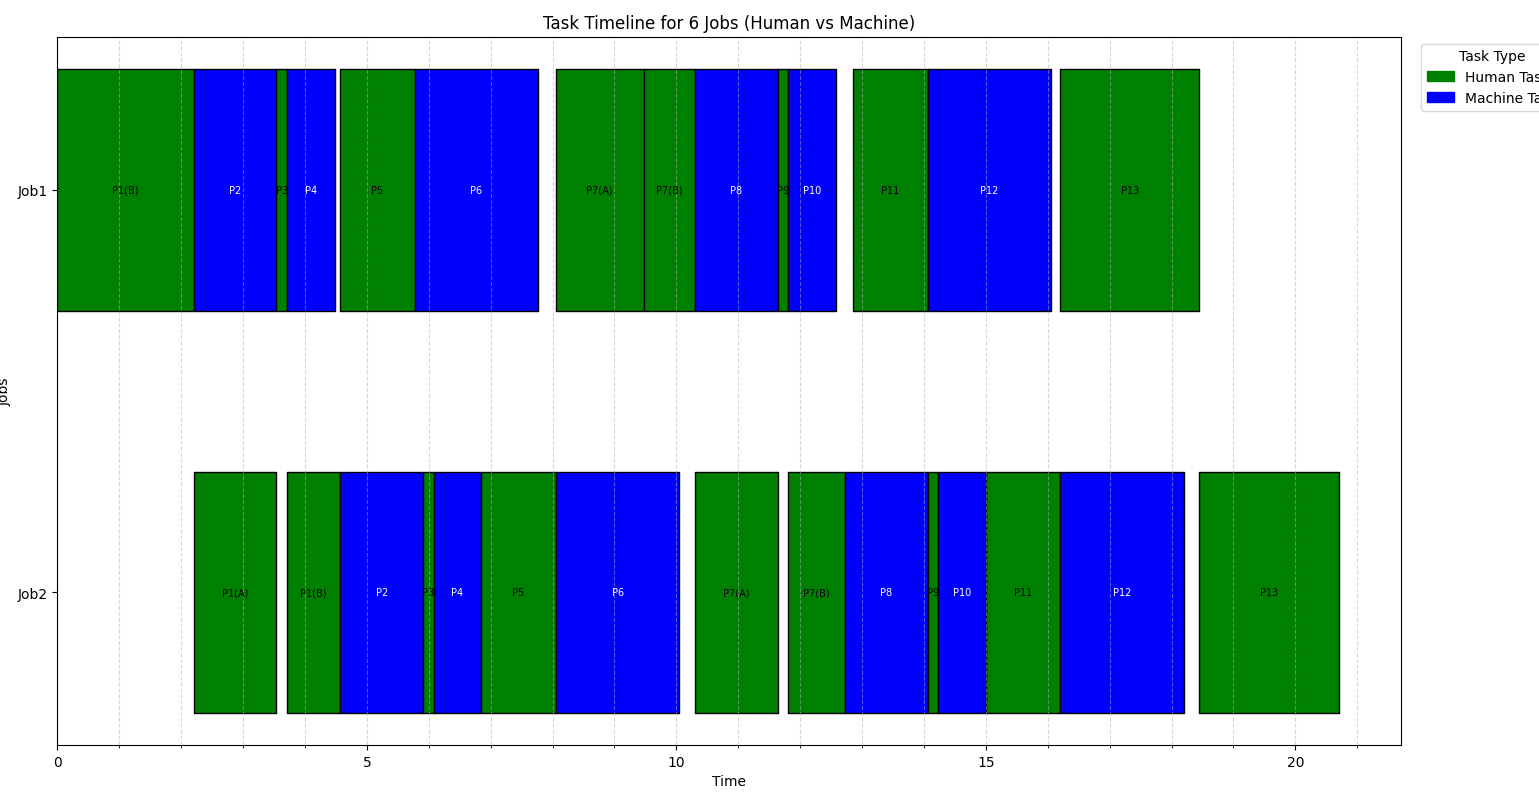 Task Timeline for 6 Jobs (Human vs Machine)
Task Type
Human Tas
Machine Ta
Job1
P1(B) P2 P3 P4 P5 P6 P7(A) P7(B) P8 P9 P10 P11 P12 P13
Jobs
Job2
P1(A) P1(B) P2 P3 P4 P5 P6 P7(A) P7(B) P8 P9 P10 P11 P12 P13
0 5 10 15 20
Time